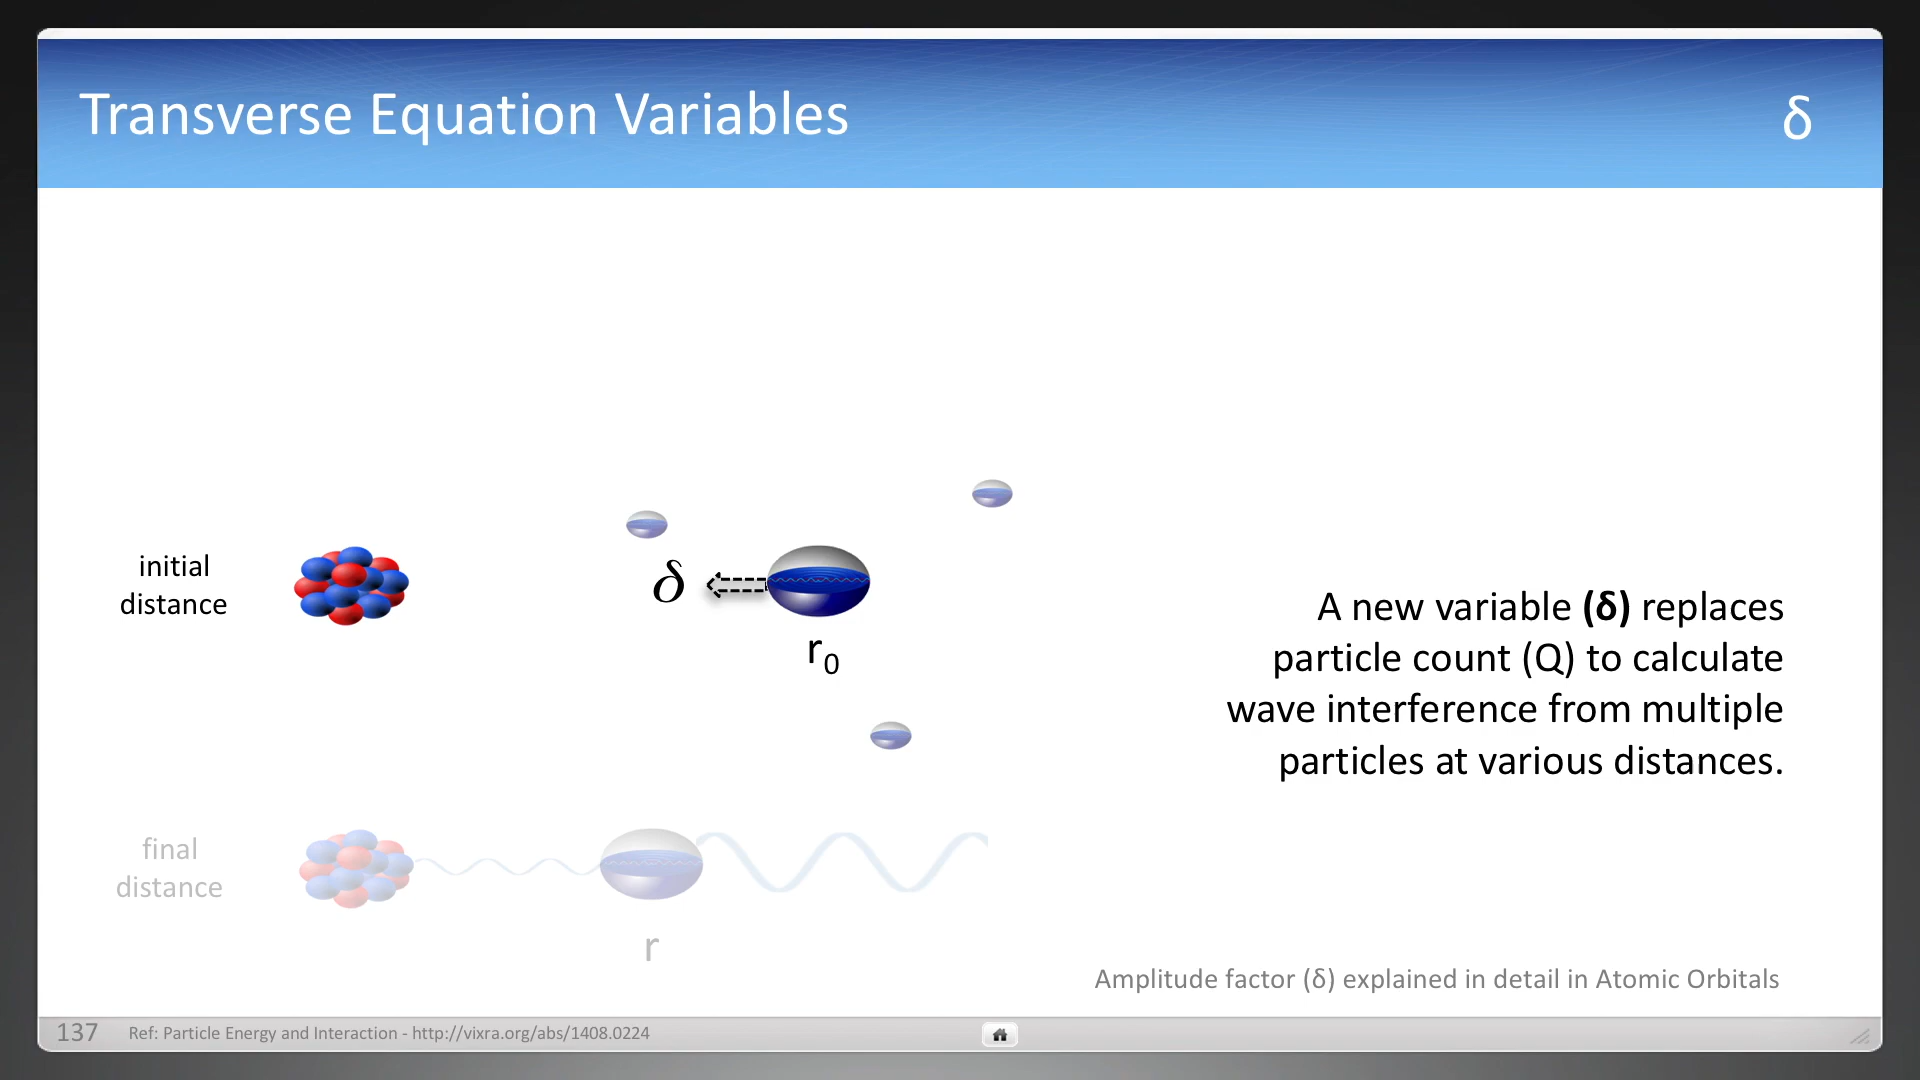 Transverse Equation Variables
δ
initial
distance
δ
r₀
A new variable (δ) replaces
particle count (Q) to calculate
wave interference from multiple
particles at various distances.
final
distance
r
Amplitude factor (δ) explained in detail in Atomic Orbitals
137
Ref: Particle Energy and Interaction - http://vixra.org/abs/1408.0224